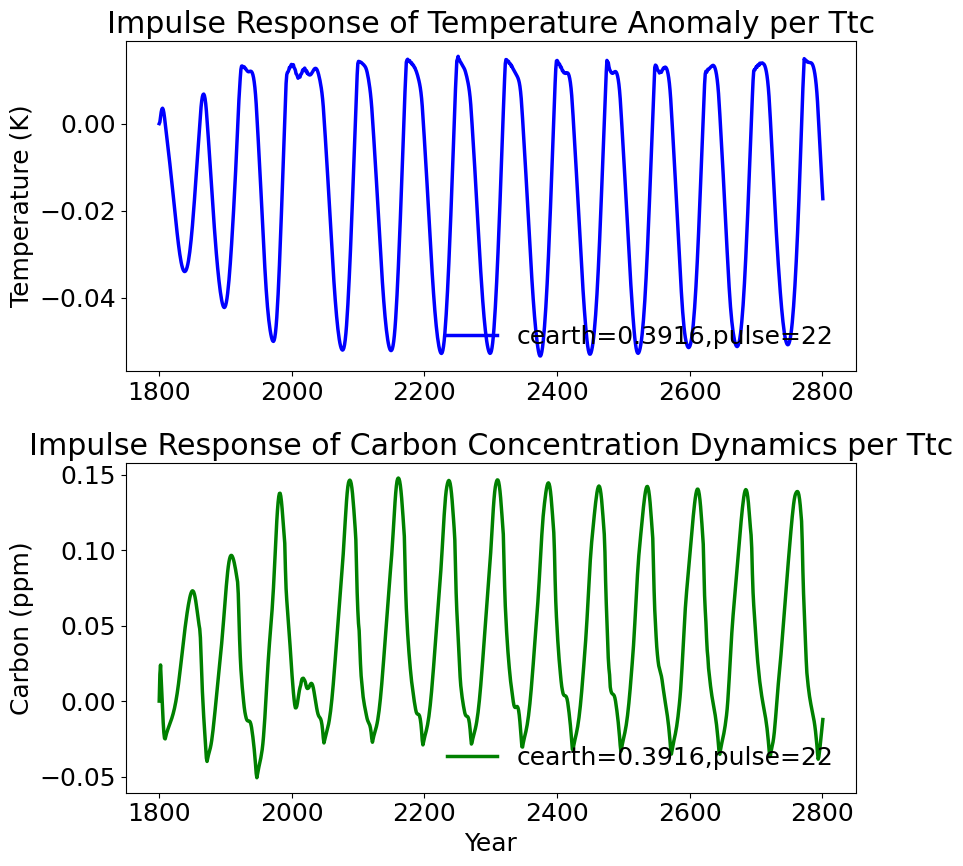 Impulse Response of Temperature Anomaly per Ttc
Temperature (K)
0.00
−0.02
−0.04
cearth=0.3916,pulse=22
1800 2000 2200 2400 2600 2800
Impulse Response of Carbon Concentration Dynamics per Ttc
Carbon (ppm)
0.15
0.10
0.05
0.00
−0.05
cearth=0.3916,pulse=22
1800 2000 2200 2400 2600 2800
Year